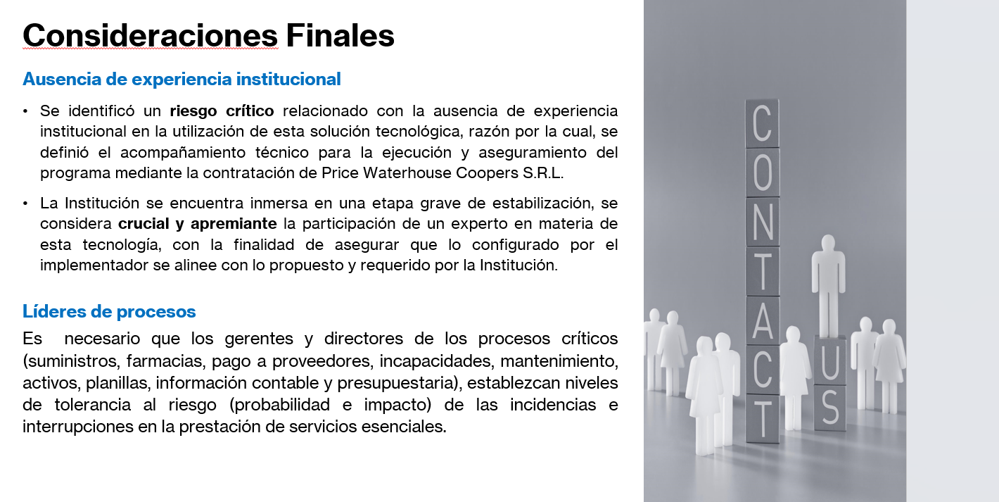 Consideraciones Finales
Ausencia de experiencia institucional
• Se identificó un riesgo crítico relacionado con la ausencia de experiencia
institucional en la utilización de esta solución tecnológica, razón por la cual, se
definió el acompañamiento técnico para la ejecución y aseguramiento del
programa mediante la contratación de Price Waterhouse Coopers S.R.L.
• La Institución se encuentra inmersa en una etapa grave de estabilización, se
considera crucial y apremiante la participación de un experto en materia de
esta tecnología, con la finalidad de asegurar que lo configurado por el
implementador se alinee con lo propuesto y requerido por la Institución.
Líderes de procesos
Es necesario que los gerentes y directores de los procesos críticos
(suministros, farmacias, pago a proveedores, incapacidades, mantenimiento,
activos, planillas, información contable y presupuestaria), establezcan niveles
de tolerancia al riesgo (probabilidad e impacto) de las incidencias e
interrupciones en la prestación de servicios esenciales.
CONTACT
US